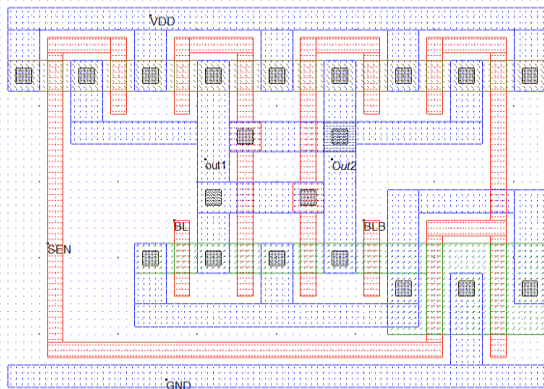 VDD
out1
Out2
BL
BLB
SEN
GND